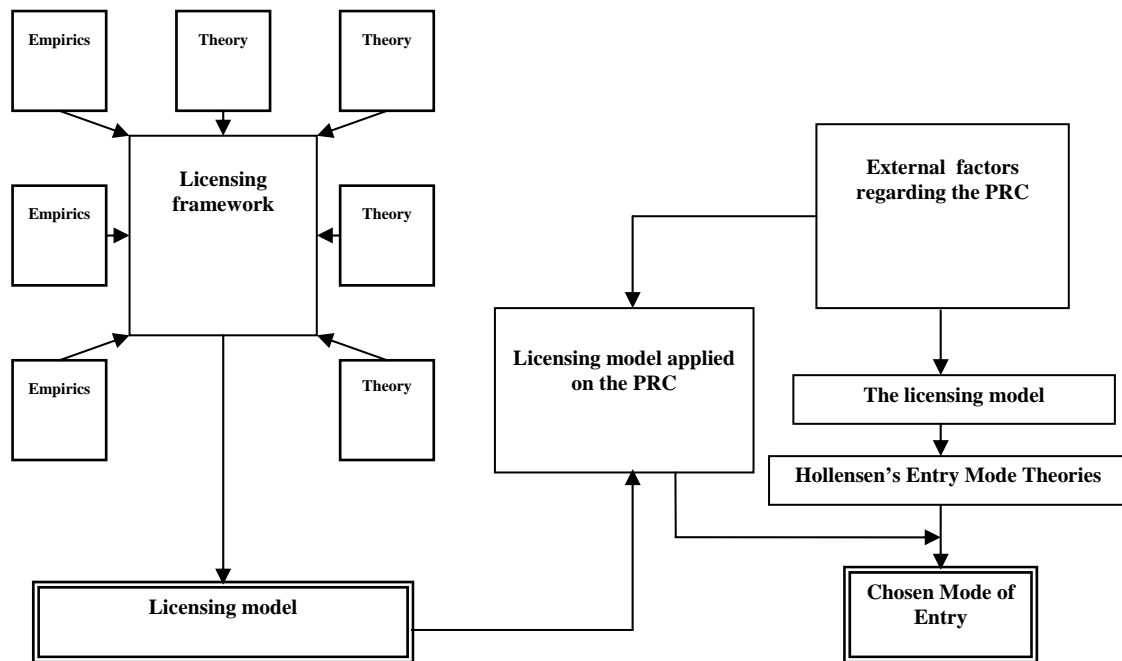 Empirics
Theory
Theory
Licensing
framework
Empirics
Theory
Empirics
Theory
External factors
regarding the PRC
Licensing model applied
on the PRC
The licensing model
Hollensen’s Entry Mode Theories
Licensing model
Chosen Mode of
Entry